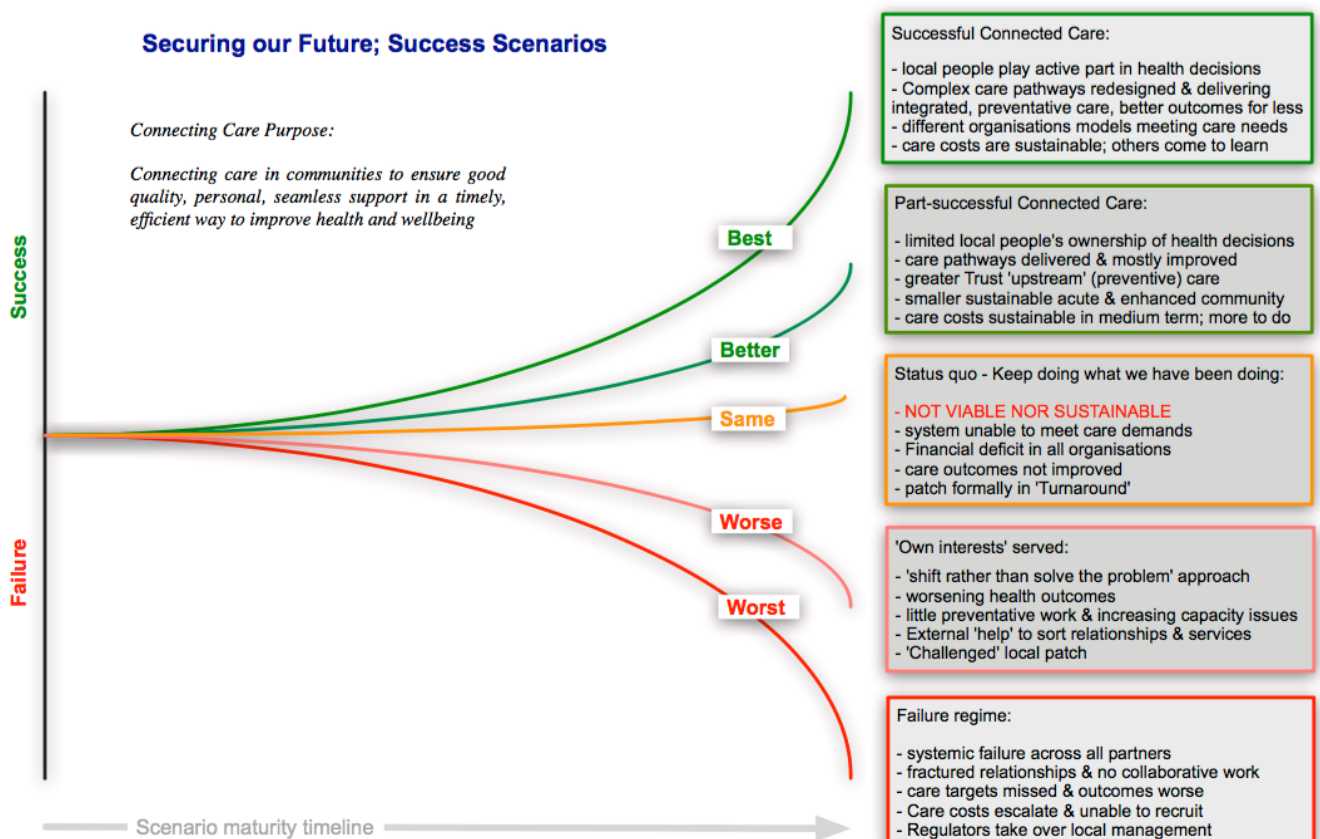 Securing our Future; Success Scenarios
Connecting Care Purpose:
Connecting care in communities to ensure good
quality, personal, seamless support in a timely,
efficient way to improve health and wellbeing
Success
Failure
Best
Better
Same
Worse
Worst
Scenario maturity timeline
Successful Connected Care:
- local people play active part in health decisions
- Complex care pathways redesigned & delivering
integrated, preventative care, better outcomes for less
- different organisations models meeting care needs
- care costs are sustainable; others come to learn
Part-successful Connected Care:
- limited local people's ownership of health decisions
- care pathways delivered & mostly improved
- greater Trust 'upstream' (preventive) care
- smaller sustainable acute & enhanced community
- care costs sustainable in medium term; more to do
Status quo - Keep doing what we have been doing:
- NOT VIABLE NOR SUSTAINABLE
- system unable to meet care demands
- Financial deficit in all organisations
- care outcomes not improved
- patch formally in 'Turnaround'
'Own interests' served:
- 'shift rather than solve the problem' approach
- worsening health outcomes
- little preventative work & increasing capacity issues
- External 'help' to sort relationships & services
- 'Challenged' local patch
Failure regime:
- systemic failure across all partners
- fractured relationships & no collaborative work
- care targets missed & outcomes worse
- Care costs escalate & unable to recruit
- Regulators take over local management